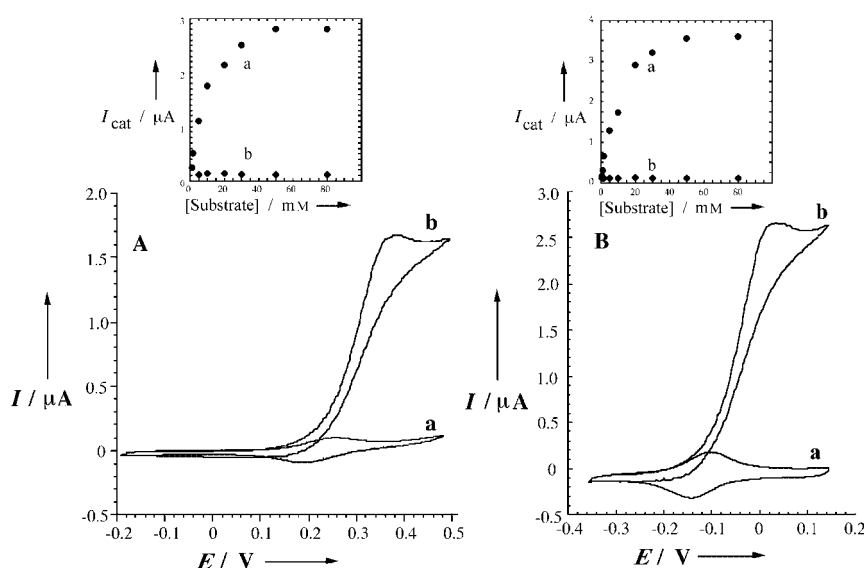 3
2
1
0
a
b
I cat / µA
0 20 40 60 80
[Substrate] / mM
4
3
2
1
0
a
b
I cat / µA
0 20 40 60 80
[Substrate] / mM
A
2.0
1.5
1.0
0.5
0
-0.5
b
a
I / µA
-0.2 -0.1 0 0.1 0.2 0.3 0.4 0.5
E / V
B
3.0
2.5
2.0
1.5
1.0
0.5
0
-0.5
b
a
I / µA
-0.4 -0.3 -0.2 -0.1 0 0.1 0.2
E / V